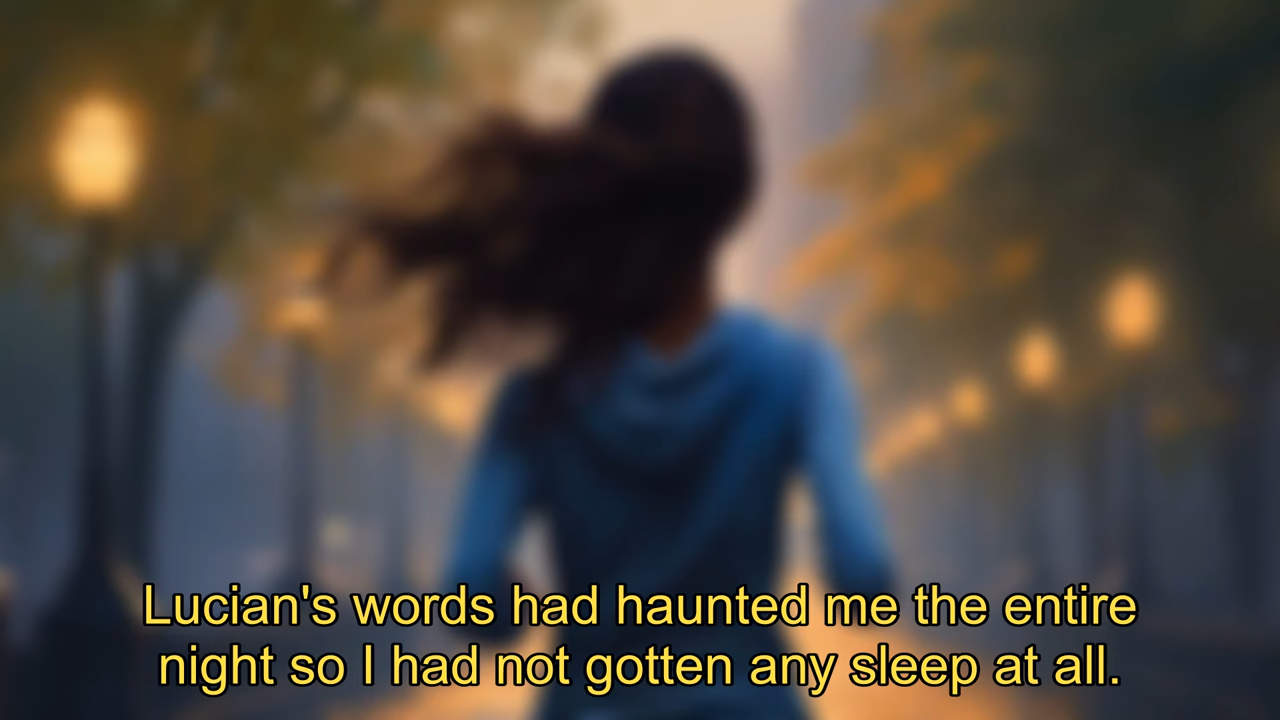 Lucian's words had haunted me the entire
night so I had not gotten any sleep at all.